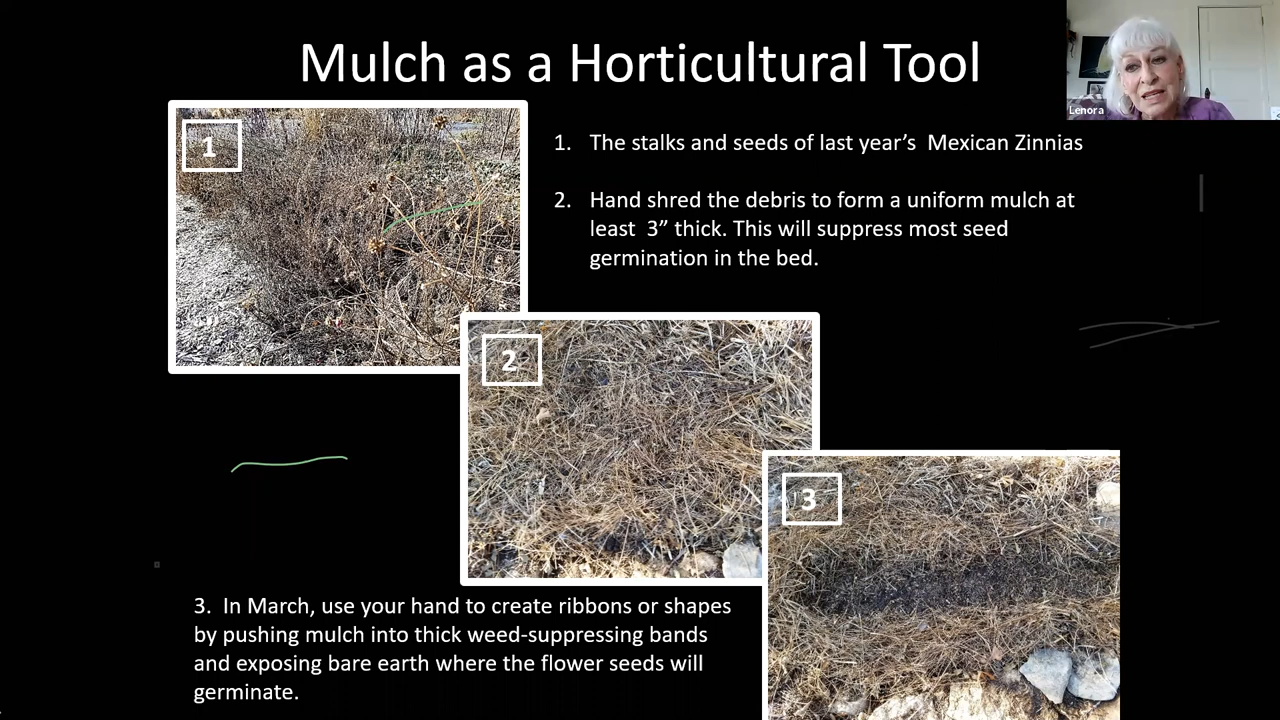 Mulch as a Horticultural Tool
Lenora
1
1. The stalks and seeds of last year's Mexican Zinnias
2. Hand shred the debris to form a uniform mulch at
least 3” thick. This will suppress most seed
germination in the bed.
2
3
3. In March, use your hand to create ribbons or shapes
by pushing mulch into thick weed-suppressing bands
and exposing bare earth where the flower seeds will
germinate.